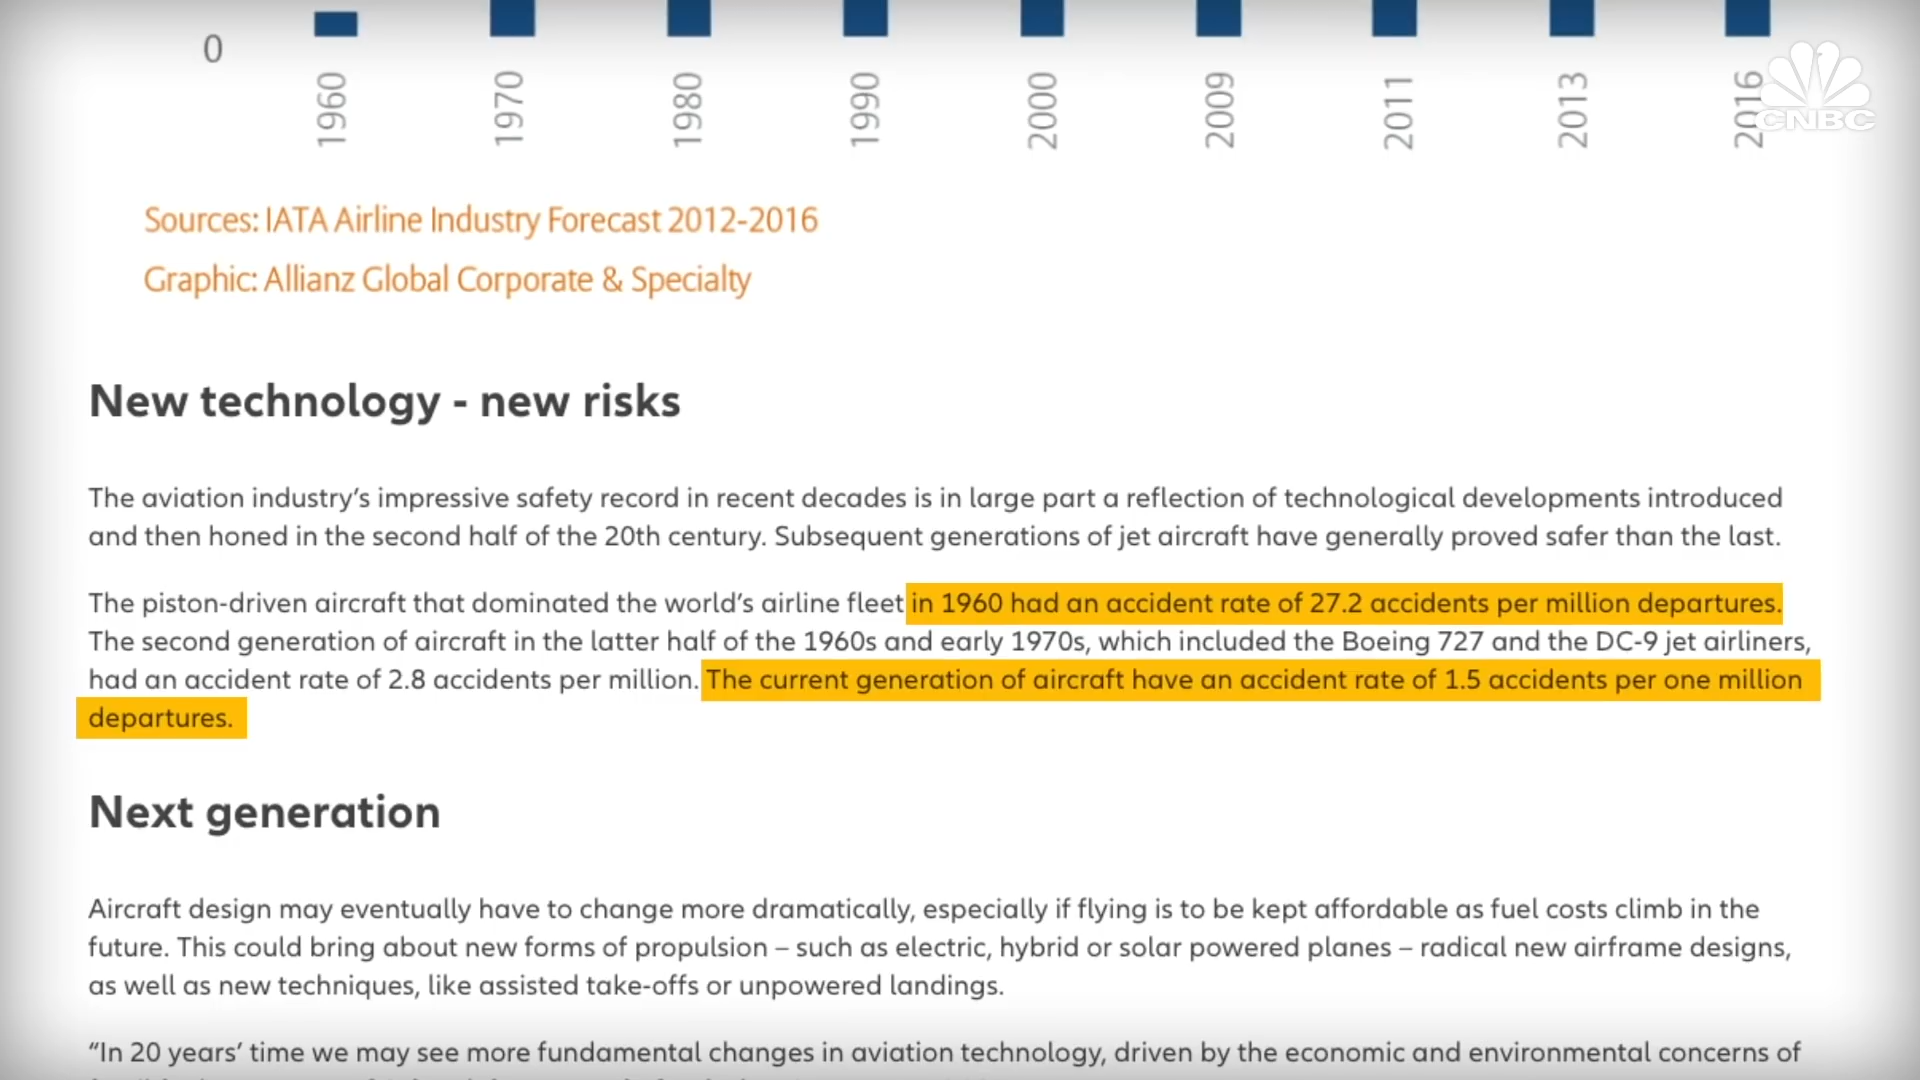 0
1960
1970
1980
1990
2000
2009
2011
2013
2016
CNBC
Sources: IATA Airline Industry Forecast 2012-2016
Graphic: Allianz Global Corporate & Specialty
New technology - new risks
The aviation industry’s impressive safety record in recent decades is in large part a reflection of technological developments introduced
and then honed in the second half of the 20th century. Subsequent generations of jet aircraft have generally proved safer than the last.
The piston-driven aircraft that dominated the world’s airline fleet in 1960 had an accident rate of 27.2 accidents per million departures.
The second generation of aircraft in the latter half of the 1960s and early 1970s, which included the Boeing 727 and the DC-9 jet airliners,
had an accident rate of 2.8 accidents per million. The current generation of aircraft have an accident rate of 1.5 accidents per one million
departures.
Next generation
Aircraft design may eventually have to change more dramatically, especially if flying is to be kept affordable as fuel costs climb in the
future. This could bring about new forms of propulsion – such as electric, hybrid or solar powered planes – radical new airframe designs,
as well as new techniques, like assisted take-offs or unpowered landings.
“In 20 years’ time we may see more fundamental changes in aviation technology, driven by the economic and environmental concerns of